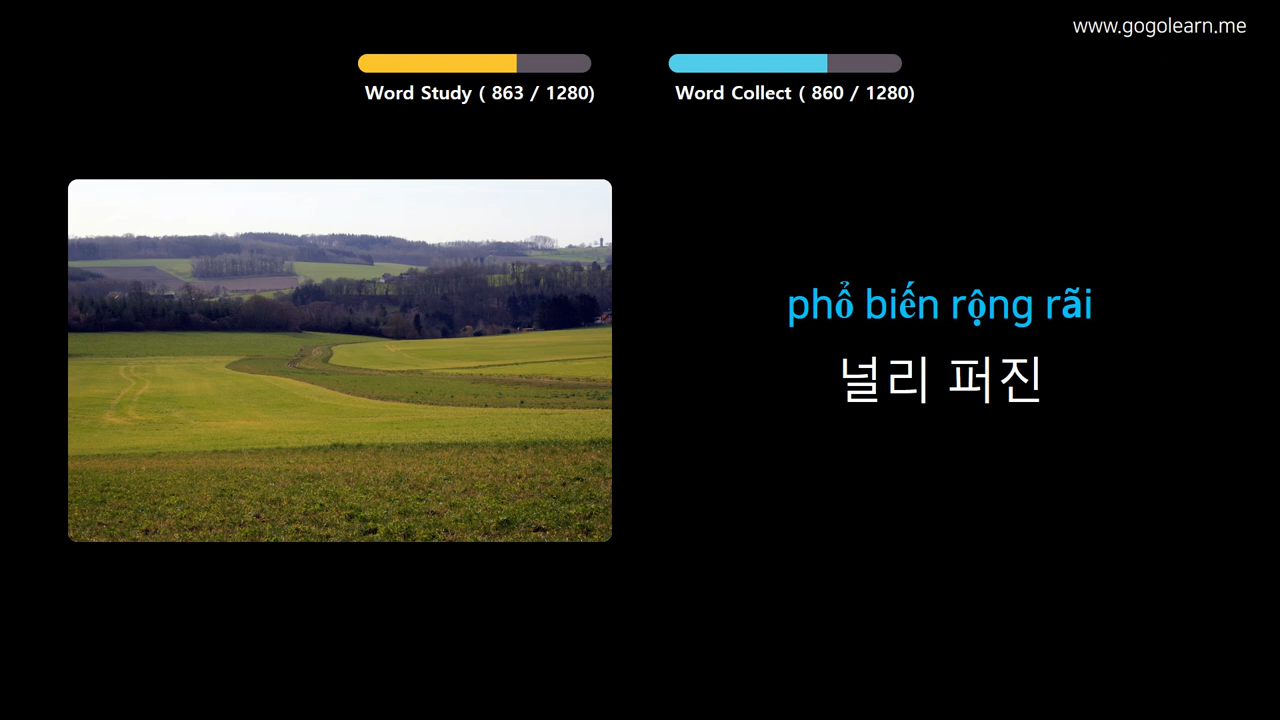 www.gogolearn.me
Word Study ( 863 / 1280)
Word Collect ( 860 / 1280)
phổ biến rộng rãi
널리 퍼진